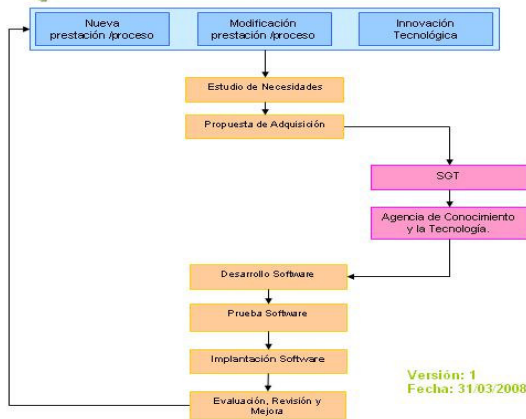 Nueva
prestación /proceso
Modificación
prestación /proceso
Innovación
Tecnológica
Estudio de Necesidades
Propuesta de Adquisición
SGT
Agencia de Conocimiento
y la Tecnología.
Desarrollo Software
Prueba Software
Implantación Software
Evaluación, Revisión y
Mejora
Versión: 1
Fecha: 31/03/2008